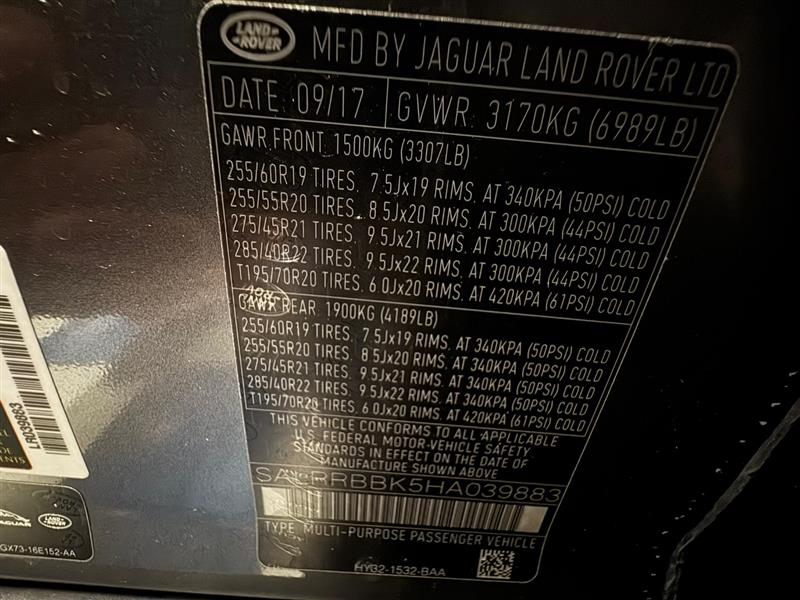 LAND ROVER
MFD BY JAGUAR LAND ROVER LTD
DATE: 09/17 GVWR: 3170KG (6989LB)
GAWR FRONT: 1500KG (3307LB)
255/60R19 TIRES, 7.5Jx19 RIMS, AT 340KPA (50PSI) COLD
255/55R20 TIRES, 8.5Jx20 RIMS, AT 300KPA (44PSI) COLD
275/45R21 TIRES, 9.5Jx21 RIMS, AT 300KPA (44PSI) COLD
285/40R22 TIRES, 9.5Jx22 RIMS, AT 300KPA (44PSI) COLD
T195/70R20 TIRES, 6.0Jx20 RIMS, AT 420KPA (61PSI) COLD
GAWR REAR: 1900KG (4189LB)
255/60R19 TIRES, 7.5Jx19 RIMS, AT 340KPA (50PSI) COLD
255/55R20 TIRES, 8.5Jx20 RIMS, AT 340KPA (50PSI) COLD
275/45R21 TIRES, 9.5Jx21 RIMS, AT 340KPA (50PSI) COLD
285/40R22 TIRES, 9.5Jx22 RIMS, AT 340KPA (50PSI) COLD
T195/70R20 TIRES, 6.0Jx20 RIMS, AT 420KPA (61PSI) COLD
THIS VEHICLE CONFORMS TO ALL APPLICABLE
U.S. FEDERAL MOTOR-VEHICLE SAFETY
STANDARDS IN EFFECT ON THE DATE OF
MANUFACTURE SHOWN ABOVE
TYPE: MULTI-PURPOSE PASSENGER VEHICLE
HY32-1532-BAA
LR039883
JAGUAR
GX73-16E152-AA